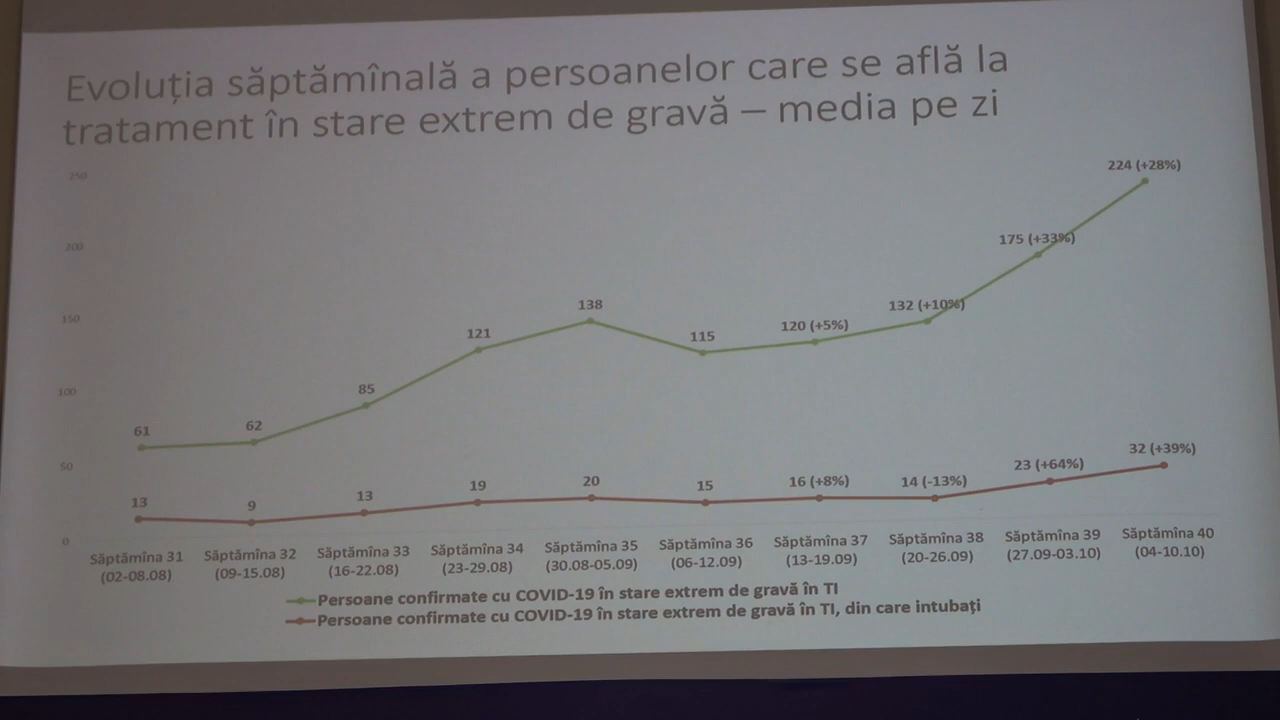 Evoluția săptămînală a persoanelor care se află la
tratament în stare extrem de gravă – media pe zi
250
200
150
100
50
0
61
62
85
121
138
115
120 (+5%)
132 (+10%)
175 (+33%)
224 (+28%)
13
9
13
19
20
15
16 (+8%)
14 (-13%)
23 (+64%)
32 (+39%)
Săptămîna 31
(02-08.08)
Săptămîna 32
(09-15.08)
Săptămîna 33
(16-22.08)
Săptămîna 34
(23-29.08)
Săptămîna 35
(30.08-05.09)
Săptămîna 36
(06-12.09)
Săptămîna 37
(13-19.09)
Săptămîna 38
(20-26.09)
Săptămîna 39
(27.09-03.10)
Săptămîna 40
(04-10.10)
Persoane confirmate cu COVID-19 în stare extrem de gravă în TI
Persoane confirmate cu COVID-19 în stare extrem de gravă în TI, din care intubați